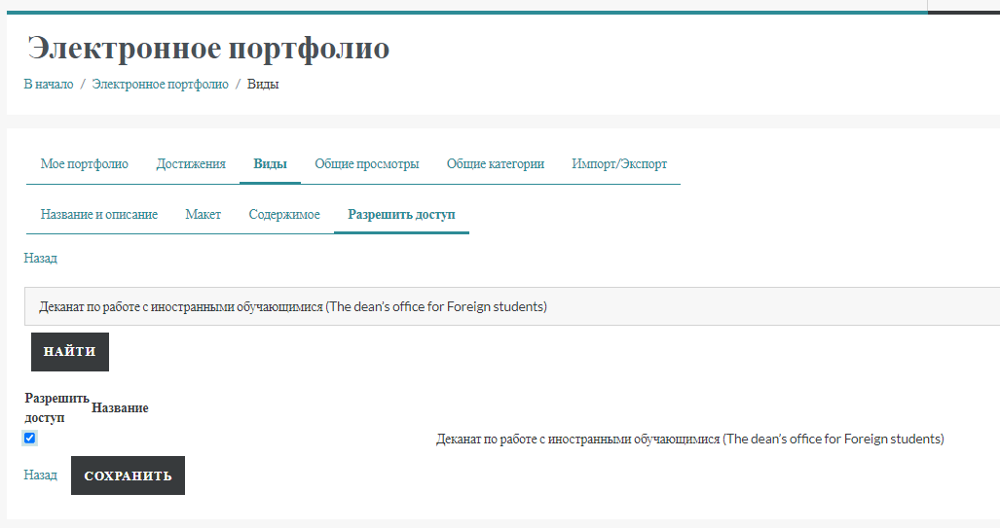 Электронное портфолио
В начало / Электронное портфолио / Виды
Мое портфолио Достижения Виды Общие просмотры Общие категории Импорт/Экспорт
Название и описание Макет Содержимое Разрешить доступ
Назад
Деканат по работе с иностранными обучающимися (The dean’s office for Foreign students)
НАЙТИ
Разрешить
доступ Название
Деканат по работе с иностранными обучающимися (The dean’s office for Foreign students)
Назад СОХРАНИТЬ